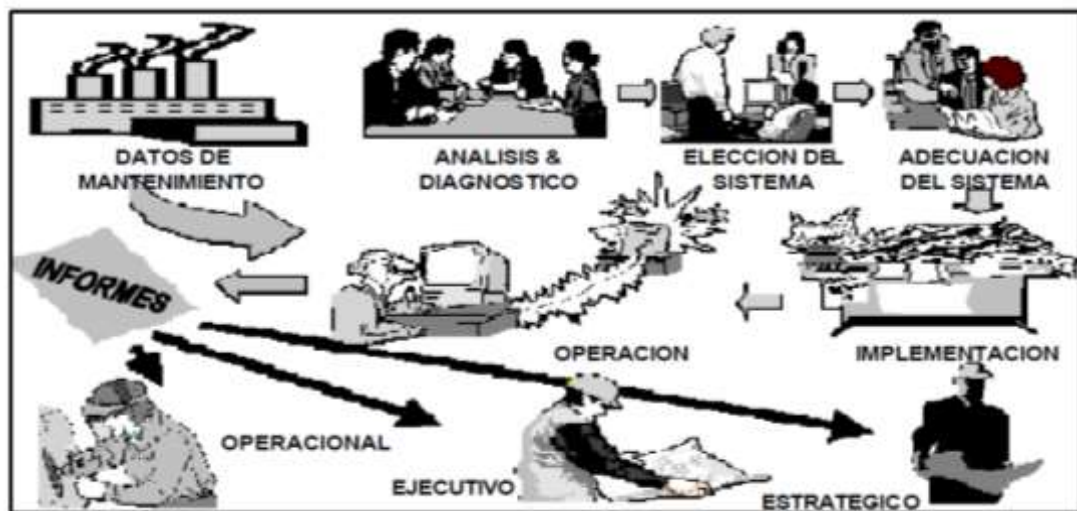 DATOS DE
MANTENIMIENTO
ANALISIS &
DIAGNOSTICO
ELECCION DEL
SISTEMA
ADECUACION
DEL SISTEMA
INFORMES
OPERACION
IMPLEMENTACION
OPERACIONAL
EJECUTIVO
ESTRATEGICO